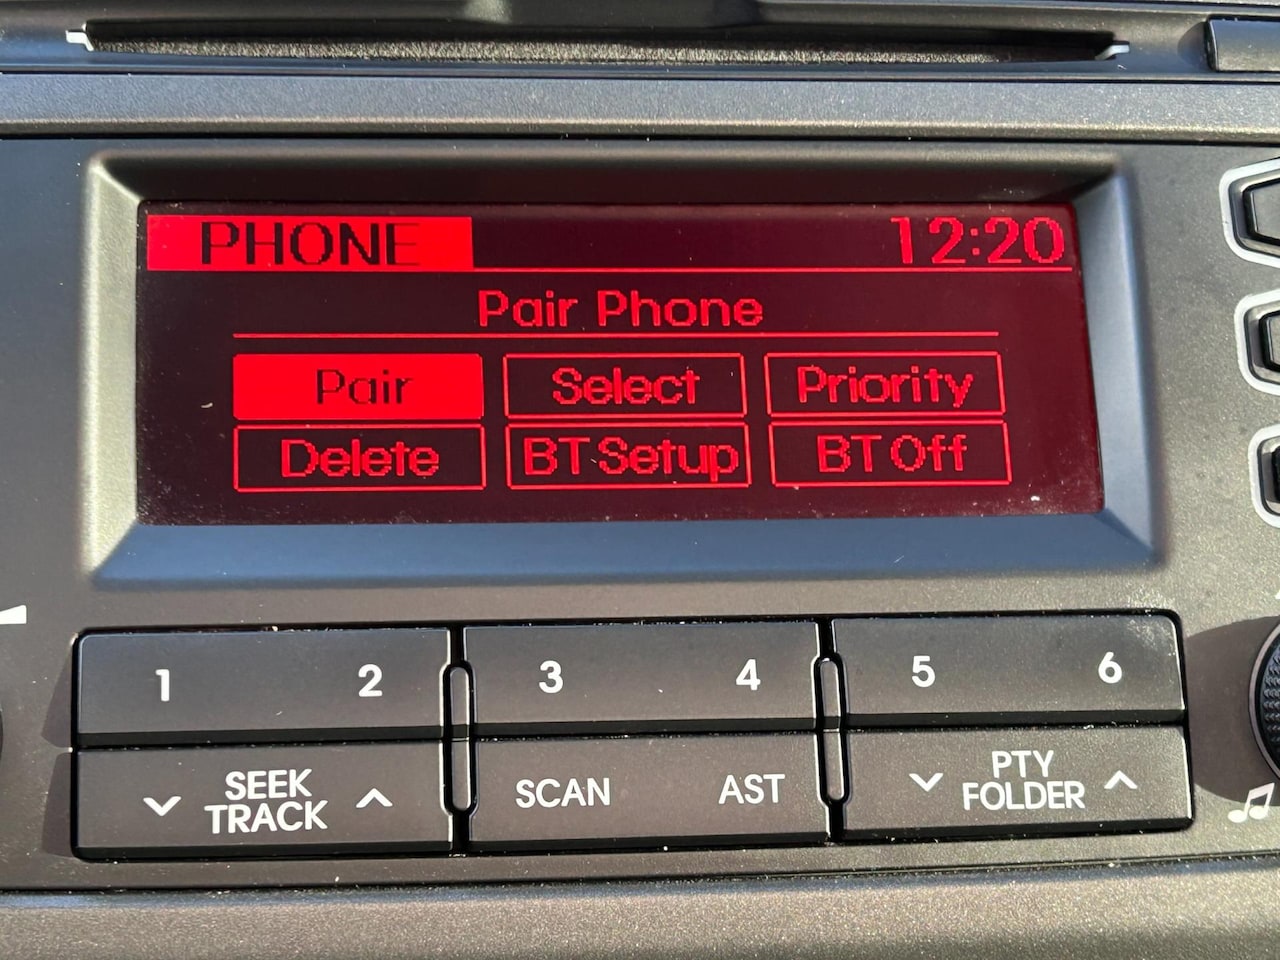 PHONE 12:20
Pair Phone
Pair Select Priority
Delete BT Setup BT Off
1 2 3 4 5 6
SEEK TRACK SCAN AST PTY FOLDER